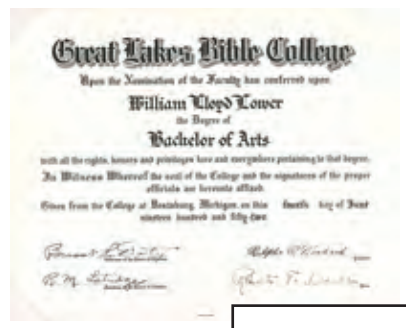 Great Lakes Bible College
Upon the Nomination of the Faculty has conferred upon
William Lloyd Lower
the Degree of
Bachelor of Arts
with all the rights, honors and privileges here and everywhere pertaining to that degree.
In Witness Whereof the seal of the College and the signatures of the proper
officials are hereunto affixed.
Given from the College at Michigan, on this fourth day of June
nineteen hundred and fifty-two